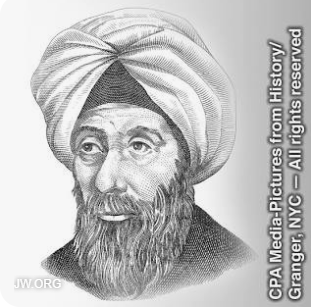 CPA Media-Pictures from History/
Granger, NYC — All rights reserved
JW.ORG